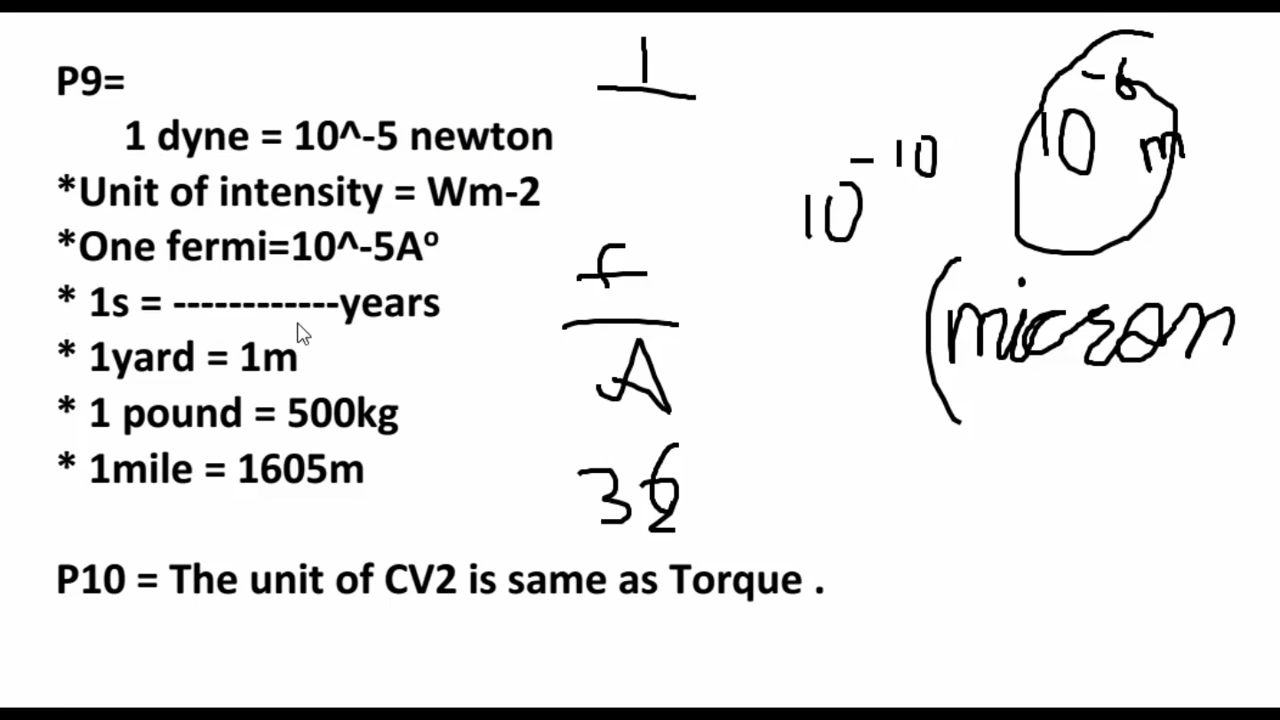 P9=
1 dyne = 10^-5 newton
*Unit of intensity = Wm-2
*One fermi=10^-5Aº
* 1s = ------------years
* 1yard = 1m
* 1 pound = 500kg
* 1mile = 1605m
P10 = The unit of CV2 is same as Torque .
1
F
A
36
10^-10
10^-6 m
(micron